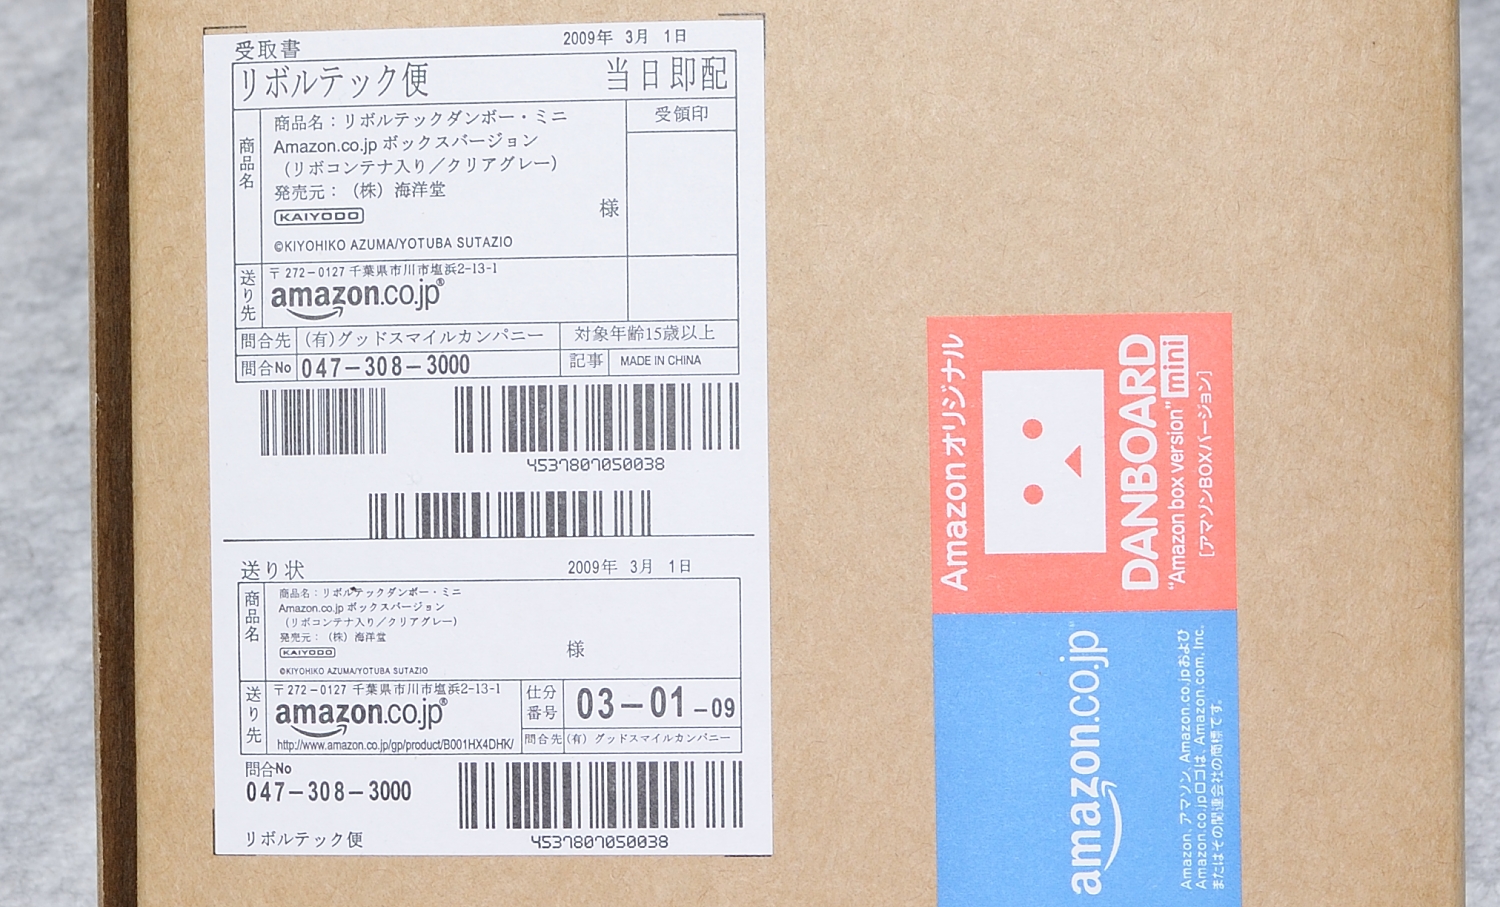 受取書
2009年 3月 1日
リボルテック便 当日即配
商品名
商品名：リボルテックダンボー・ミニ
Amazon.co.jp ボックスバージョン
（リボコンテナ入り／クリアグレー）
発売元：（株）海洋堂
KAIYODO
©KIYOHIKO AZUMA/YOTUBA SUTAZIO
様
受領印
送り先
〒272－0127 千葉県市川市塩浜2-13-1
amazon.co.jp®
問合先 (有)グッドスマイルカンパニー 対象年齢15歳以上
問合No 047－308－3000 記事 MADE IN CHINA
4537807050038
送り状
2009年 3月 1日
商品名
商品名：リボルテックダンボー・ミニ
Amazon.co.jp ボックスバージョン
（リボコンテナ入り／クリアグレー）
発売元：（株）海洋堂
KAIYODO
©KIYOHIKO AZUMA/YOTUBA SUTAZIO
様
送り先
〒272－0127 千葉県市川市塩浜2-13-1
amazon.co.jp®
http://www.amazon.co.jp/gp/product/B001HX4DHK/
仕分番号 03－01－09
問合先 (有) グッドスマイルカンパニー
問合No
047－308－3000
4537807050038
リボルテック便
Amazonオリジナル
DANBOARD
"Amazon box version" mini
［アマゾンBOXバージョン］
amazon.co.jp
Amazon、アマゾン、Amazon.co.jpおよび
Amazon.co.jpロゴは、Amazon.com, Inc.
またはその関連会社の商標です。